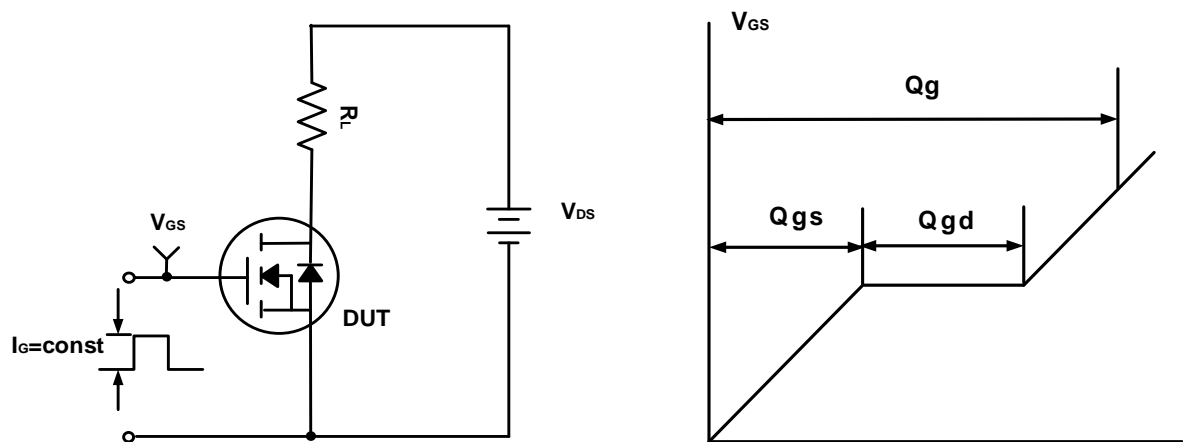 RL
VGS
VDS
DUT
IG=const
VGS
Qg
Qgs
Qgd